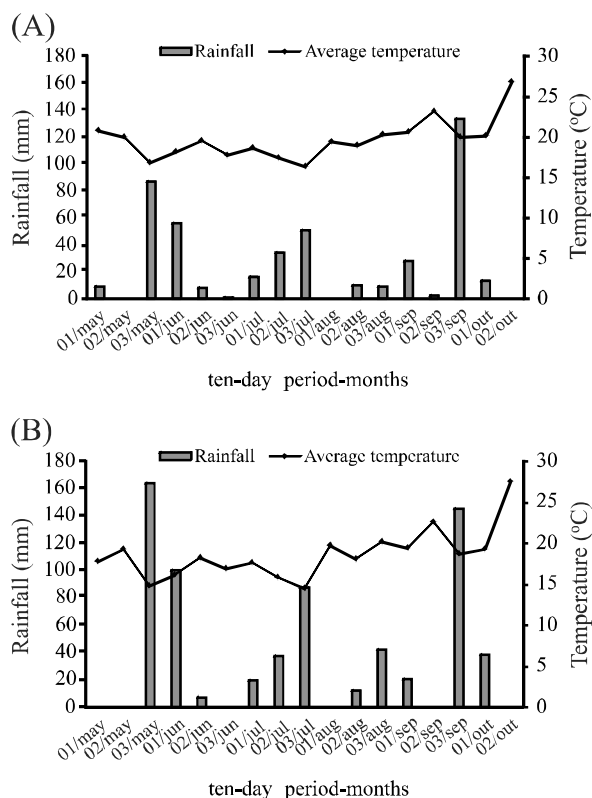 (A)
Rainfall Average temperature
Rainfall (mm)
180
160
140
120
100
80
60
40
20
0
30
25
20
15
10
5
0
Temperature (°C)
01/may
02/may
03/may
01/jun
02/jun
03/jun
01/jul
02/jul
03/jul
01/aug
02/aug
03/aug
01/sep
02/sep
03/sep
01/out
02/out
ten-day period-months
(B)
Rainfall Average temperature
Rainfall (mm)
180
160
140
120
100
80
60
40
20
0
30
25
20
15
10
5
0
Temperature (°C)
01/may
02/may
03/may
01/jun
02/jun
03/jun
01/jul
02/jul
03/jul
01/aug
02/aug
03/aug
01/sep
02/sep
03/sep
01/out
02/out
ten-day period-months